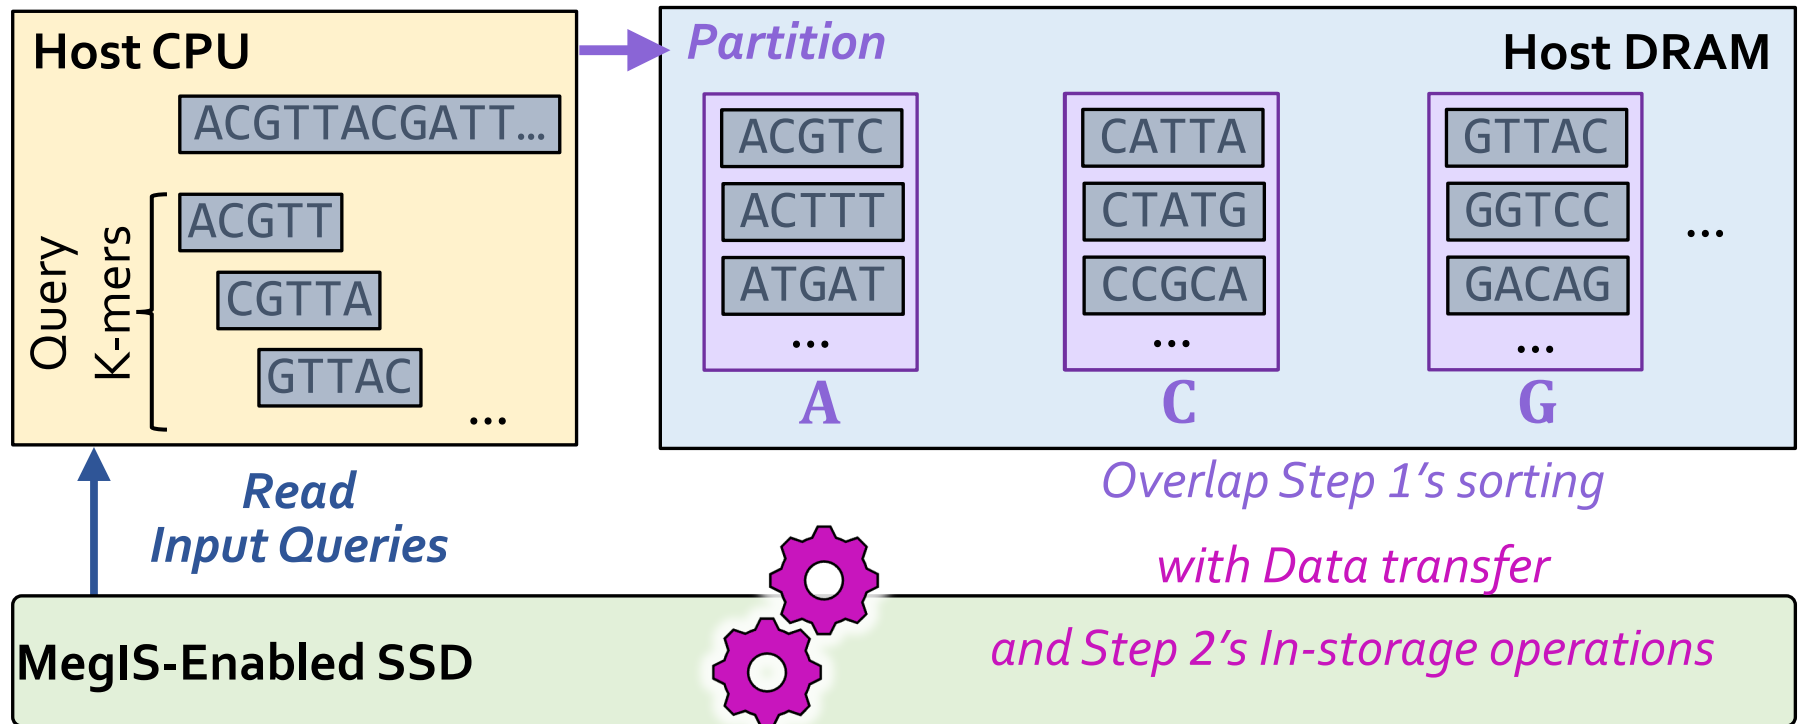 Host CPU
ACGTTACGATT...
Query
K-mers
ACGTT
CGTTA
GTTAC
...
Partition
Host DRAM
ACGTC
ACTTT
ATGAT
...
A
CATTA
CTATG
CCGCA
...
C
GTTAC
GGTCC
GACAG
...
G
...
Read
Input Queries
Overlap Step 1's sorting
with Data transfer
and Step 2's In-storage operations
MegIS-Enabled SSD